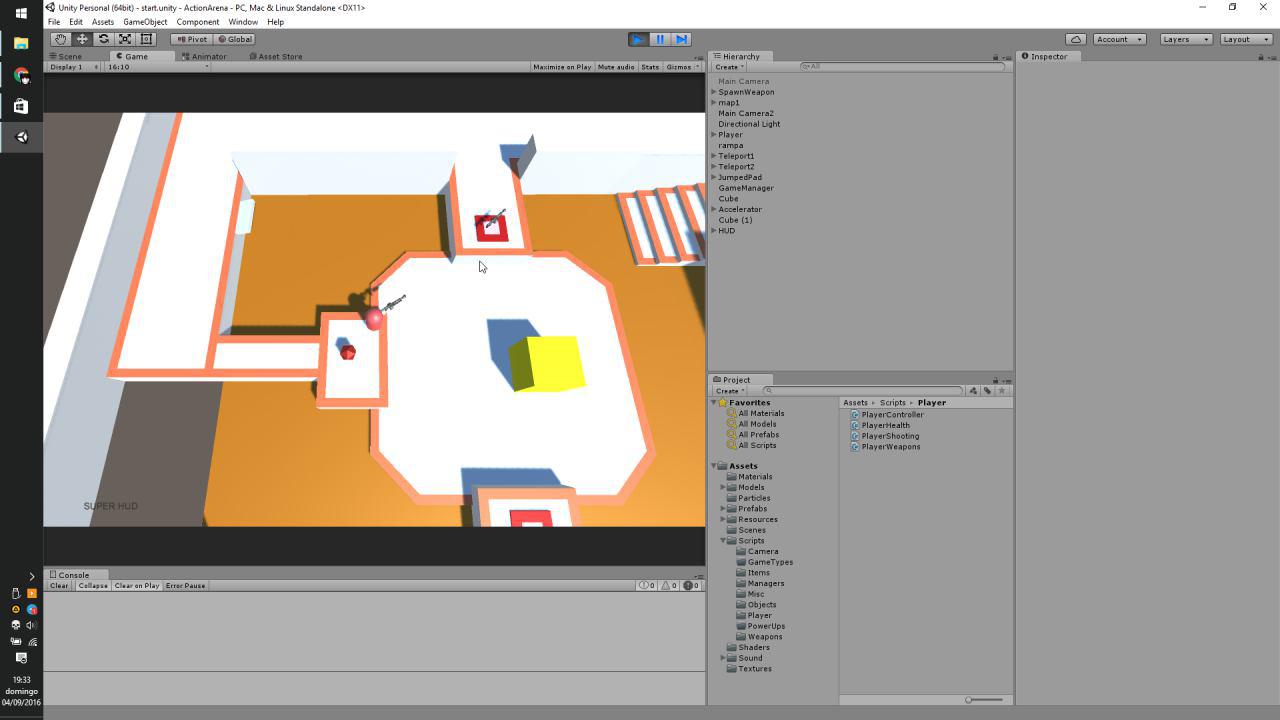 Unity Personal (64bit) - start.unity - ActionArena - PC, Mac & Linux Standalone <DX11>
File Edit Assets GameObject Component Window Help
Pivot Global Account Layers Layout
Scene Game Animator Asset Store
Display 1 16:10 Maximise on Play Mute audio Stats Gizmos
SUPER HUD
Console
Clear Collapse Clear on Play Error Pause 0 0 0
Hierarchy
Create All
Main Camera
SpawnWeapon
map1
Main Camera2
Directional Light
Player
rampa
Teleport1
Teleport2
JumpedPad
GameManager
Cube
Accelerator
Cube (1)
HUD
Project
Create
Favorites
All Materials
All Models
All Prefabs
All Scripts
Assets
Materials
Models
Particles
Prefabs
Resources
Scenes
Scripts
Camera
GameTypes
Items
Managers
Misc
Objects
Player
PowerUps
Weapons
Shaders
Sound
Textures
Assets Scripts Player
PlayerController
PlayerHealth
PlayerShooting
PlayerWeapons
Inspector
19:33
domingo
04/09/2016